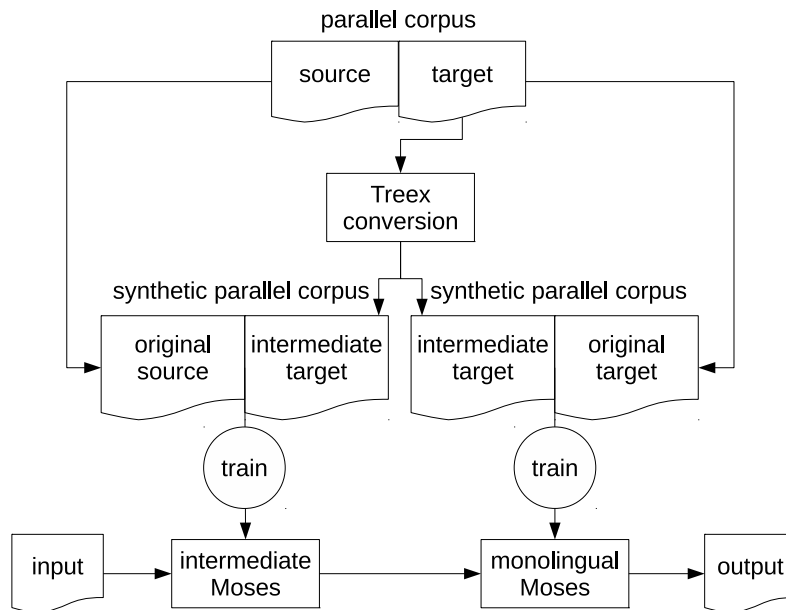 parallel corpus
source
target
Treex
conversion
synthetic parallel corpus
synthetic parallel corpus
original
source
intermediate
target
intermediate
target
original
target
train
train
input
intermediate
Moses
monolingual
Moses
output